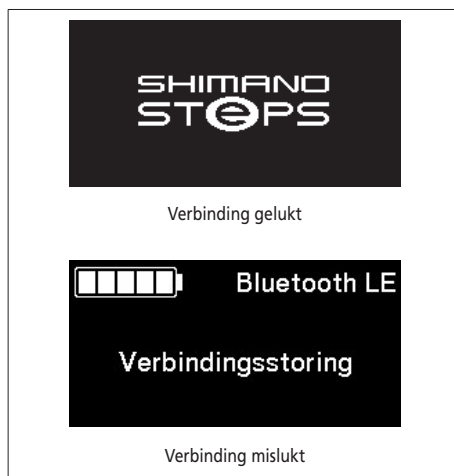 SHIMANO
STePS
Verbinding gelukt
Bluetooth LE
Verbindingsstoring
Verbinding mislukt